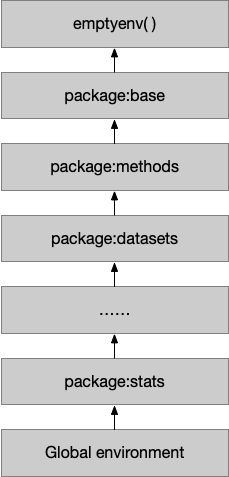 emptyenv( )
package:base
package:methods
package:datasets
......
package:stats
Global environment